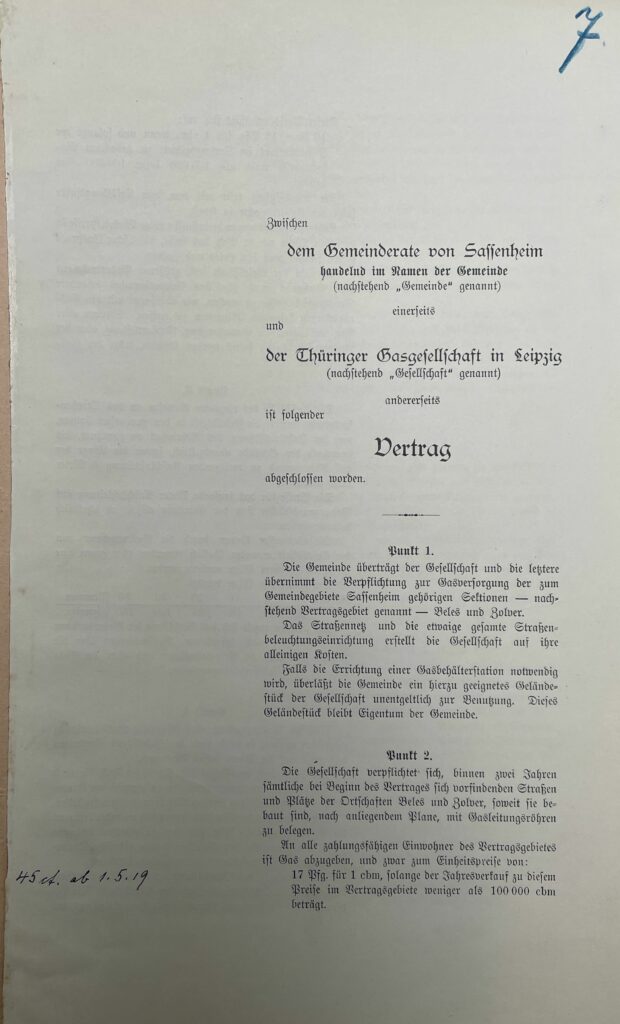 7
Zwischen
dem Gemeinderate von Sassenheim
handelnd im Namen der Gemeinde
(nachstehend „Gemeinde“ genannt)
einerseits
und
der Thüringer Gasgesellschaft in Leipzig
(nachstehend „Gesellschaft“ genannt)
andererseits
ist folgender
Vertrag
abgeschlossen worden.
Punkt 1.
Die Gemeinde überträgt der Gesellschaft und die letztere
übernimmt die Verpflichtung zur Gasversorgung der zum
Gemeindegebiete Sassenheim gehörigen Sektionen — nach-
stehend Vertragsgebiet genannt — Beles und Zolver.
Das Straßennetz und die etwaige gesamte Straßen-
beleuchtungseinrichtung erstellt die Gesellschaft auf ihre
alleinigen Kosten.
Falls die Errichtung einer Gasbehälterstation notwendig
wird, überläßt die Gemeinde ein hierzu geeignetes Gelände-
stück der Gesellschaft unentgeltlich zur Benutzung. Dieses
Geländestück bleibt Eigentum der Gemeinde.
Punkt 2.
Die Gesellschaft verpflichtet sich, binnen zwei Jahren
sämtliche bei Beginn des Vertrages sich vorfindenden Straßen
und Plätze der Ortschaften Beles und Zolver, soweit sie be-
baut sind, nach anliegendem Plane, mit Gasleitungsröhren
zu belegen.
An alle zahlungsfähigen Einwohner des Vertragsgebietes
ist Gas abzugeben, und zwar zum Einheitspreise von:
45 ct. ab 1.5.19
17 Pfg. für 1 cbm, solange der Jahresverkauf zu diesem
Preise im Vertragsgebiete weniger als 100 000 cbm
beträgt.